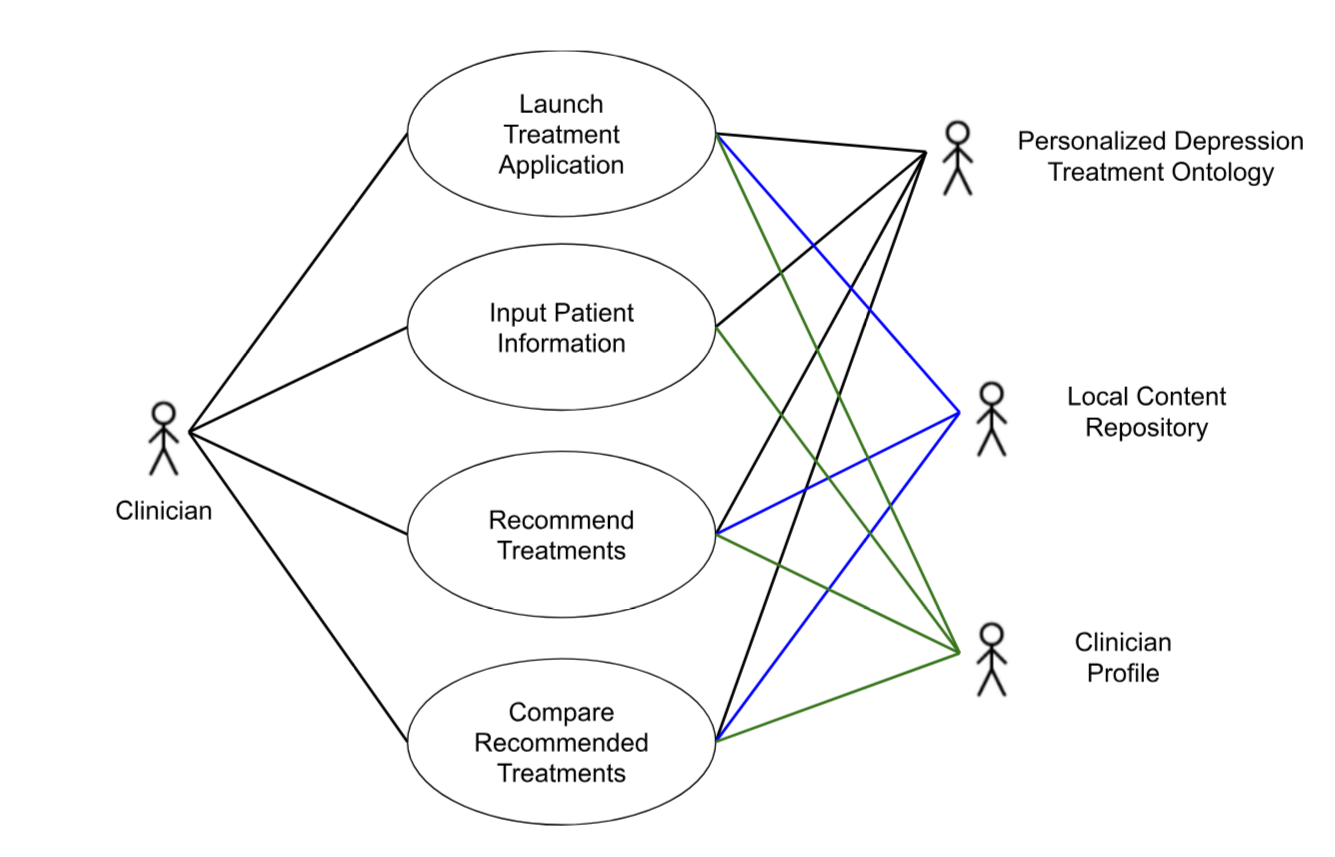 Launch
Treatment
Application
Personalized Depression
Treatment Ontology
Input Patient
Information
Local Content
Repository
Clinician
Recommend
Treatments
Clinician
Profile
Compare
Recommended
Treatments